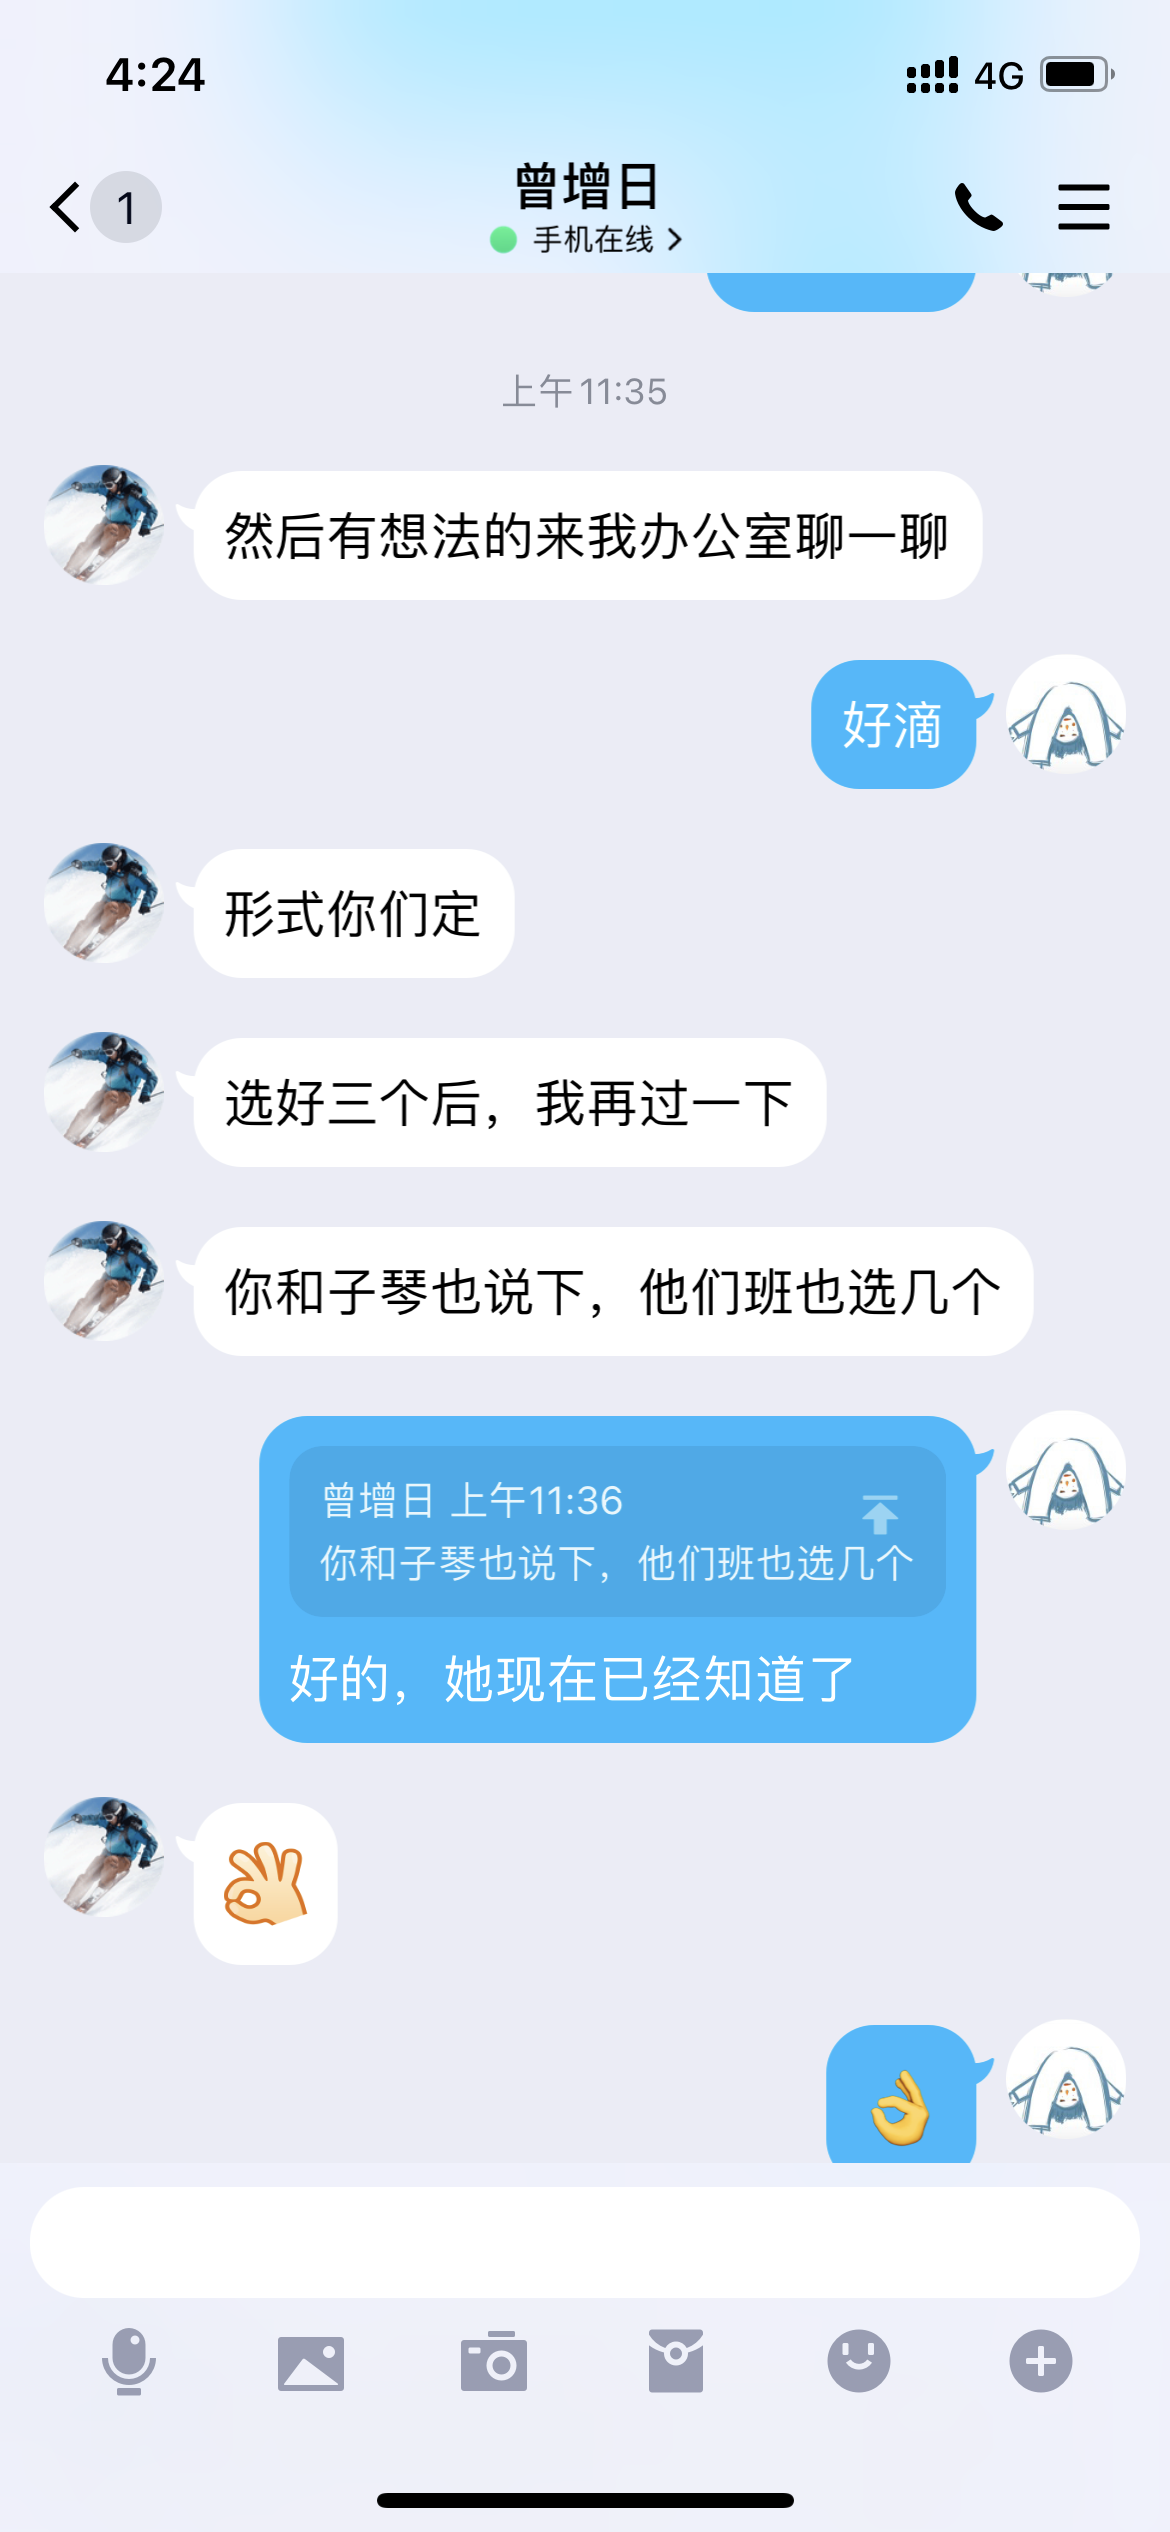 4:24
4G
1
曾增日
手机在线
上午11:35
然后有想法的来我办公室聊一聊
好滴
形式你们定
选好三个后，我再过一下
你和子琴也说下，他们班也选几个
曾增日 上午11:36
你和子琴也说下，他们班也选几个
好的，她现在已经知道了